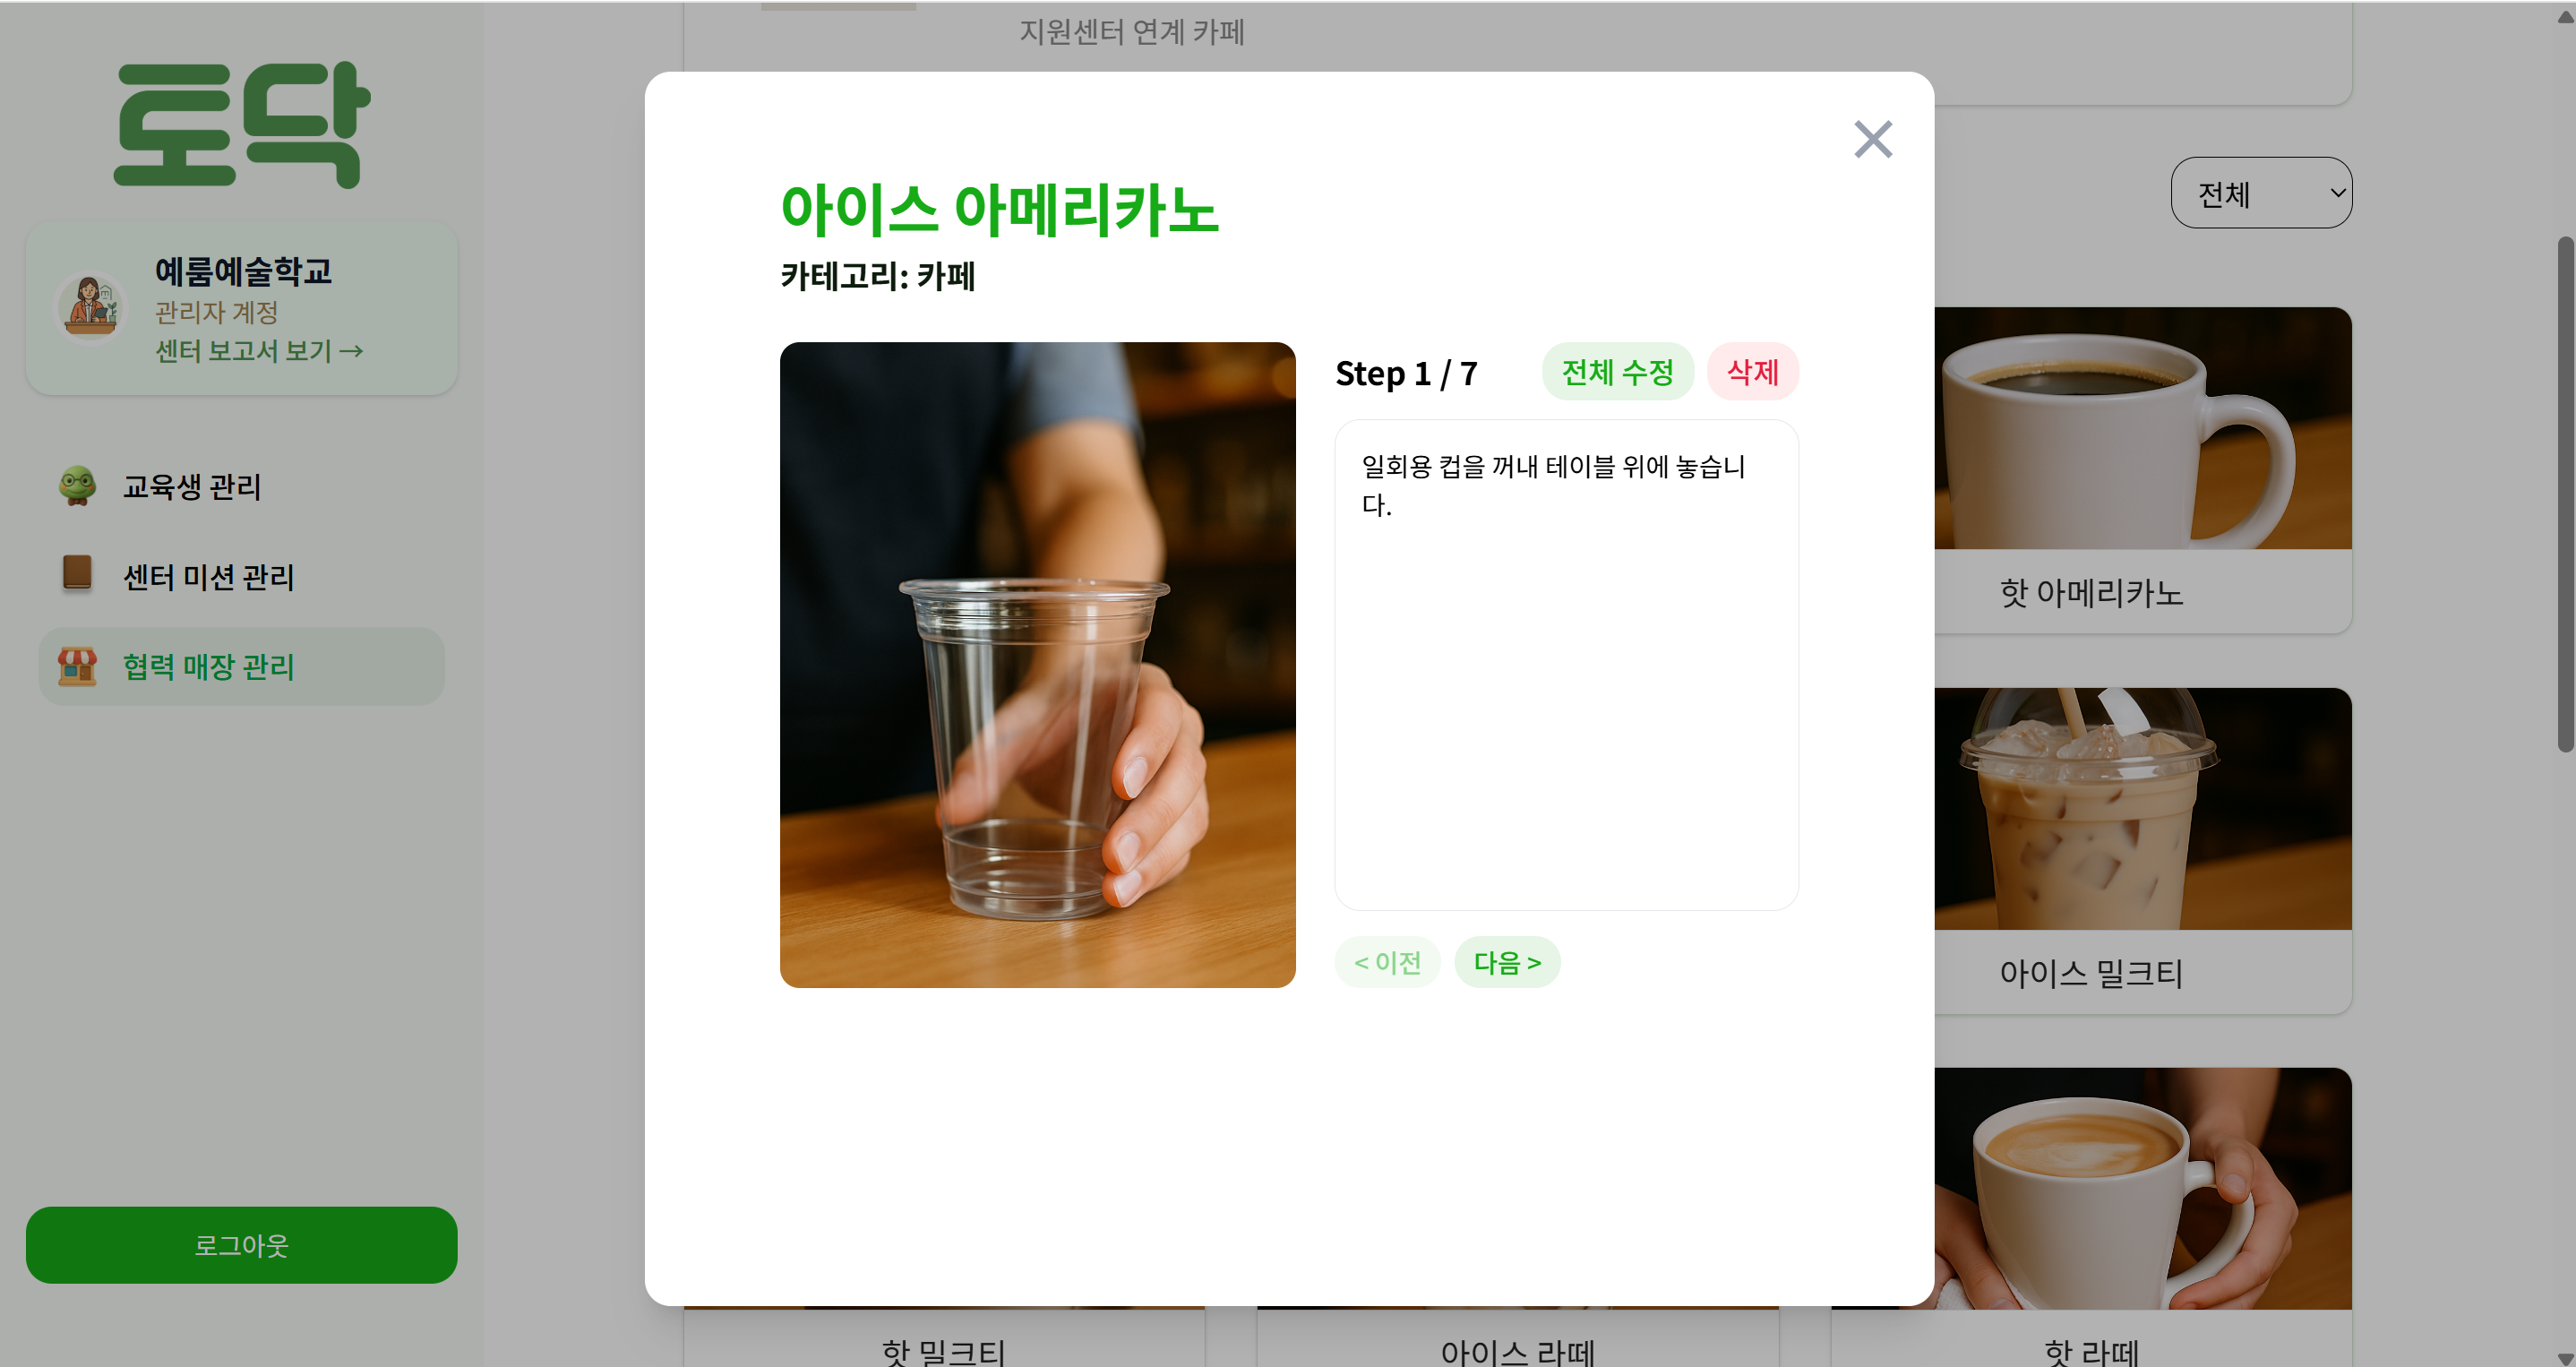 토닥
예룸예술학교
관리자 계정
센터 보고서 보기 →
교육생 관리
센터 미션 관리
협력 매장 관리
로그아웃
지원센터 연계 카페
전체
아이스 아메리카노
카테고리: 카페
Step 1 / 7
전체 수정
삭제
일회용 컵을 꺼내 테이블 위에 놓습니
다.
< 이전
다음 >
핫 아메리카노
아이스 밀크티
핫 밀크티
아이스 라떼
핫 라떼